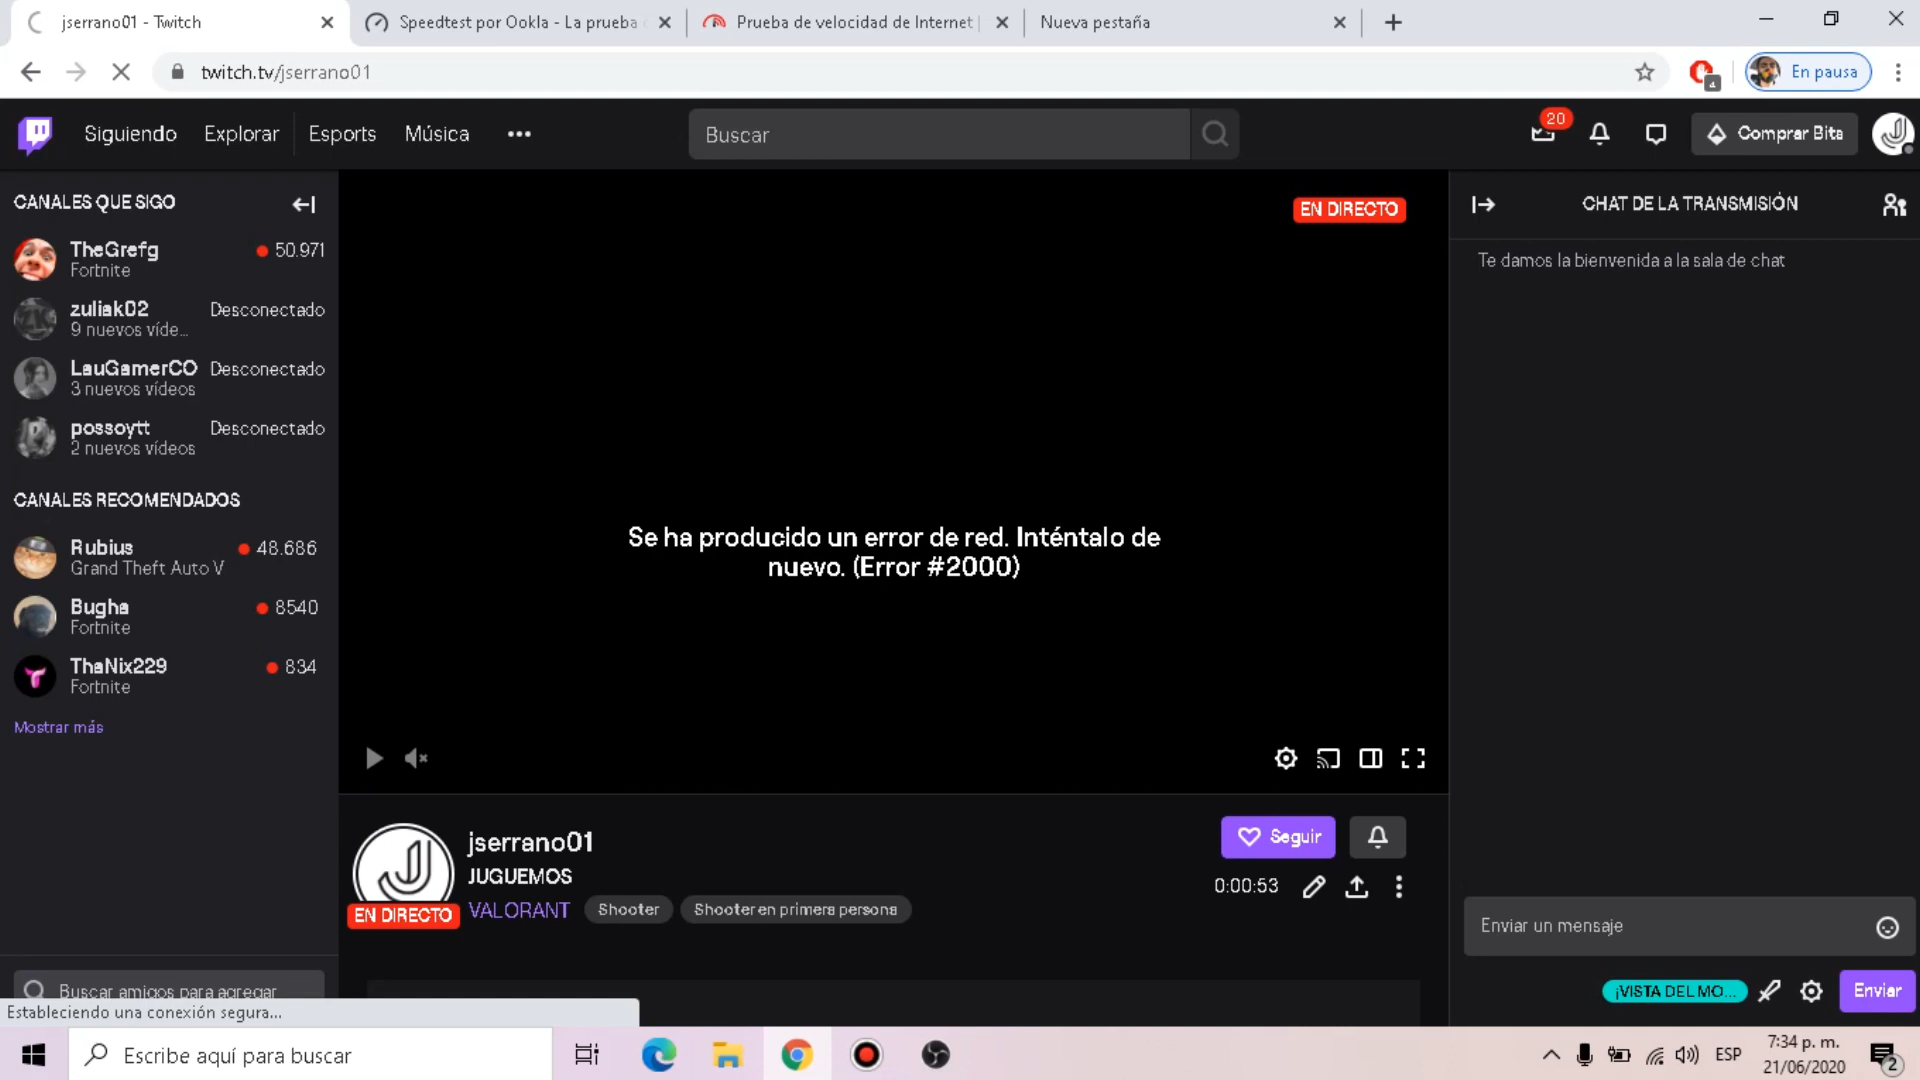 jserrano01 - Twitch
Speedtest por Ookla - La prueba
Prueba de velocidad de Internet
Nueva pestaña
twitch.tv/jserrano01
4
En pausa
Siguiendo
Explorar
Esports
Música
Buscar
20
Comprar Bits
CANALES QUE SIGO
TheGrefg
50.971
Fortnite
zuliak02
Desconectado
9 nuevos víde...
LauGamerCO
Desconectado
3 nuevos vídeos
possoytt
Desconectado
2 nuevos vídeos
CANALES RECOMENDADOS
Rubius
48.686
Grand Theft Auto V
Bugha
8540
Fortnite
ThaNix229
834
Fortnite
Mostrar más
Buscar amigos para agregar
Estableciendo una conexión segura...
EN DIRECTO
Se ha producido un error de red. Inténtalo de
nuevo. (Error #2000)
jserrano01
JUGUEMOS
EN DIRECTO
VALORANT
Shooter
Shooter en primera persona
Seguir
0:00:53
CHAT DE LA TRANSMISIÓN
Te damos la bienvenida a la sala de chat
Enviar un mensaje
¡VISTA DEL MO...
Enviar
Escribe aquí para buscar
ESP
7:34 p. m.
21/06/2020
2